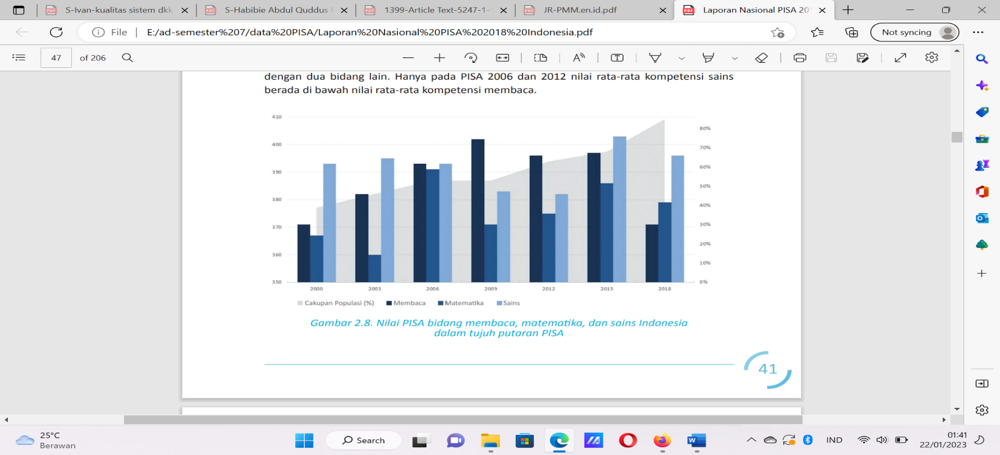 S-Ivan-kualitas sistem dkk
S-Habibie Abdul Quddus
1399-Article Text-5247-1-
JR-PMM.en.id.pdf
Laporan Nasional PISA 201
File
E:/ad-semester%207/data%20PISA/Laporan%20Nasional%20PISA%202018%20Indonesia.pdf
Not syncing
47 of 206
dengan dua bidang lain. Hanya pada PISA 2006 dan 2012 nilai rata-rata kompetensi sains
berada di bawah nilai rata-rata kompetensi membaca.
410
400
390
380
370
360
350
80%
70%
60%
50%
40%
30%
20%
10%
0%
2000 2003 2006 2009 2012 2015 2018
Cakupan Populasi (%) Membaca Matematika Sains
Gambar 2.8. Nilai PISA bidang membaca, matematika, dan sains Indonesia
dalam tujuh putaran PISA
41
25°C
Berawan
Search
IND
01:41
22/01/2023